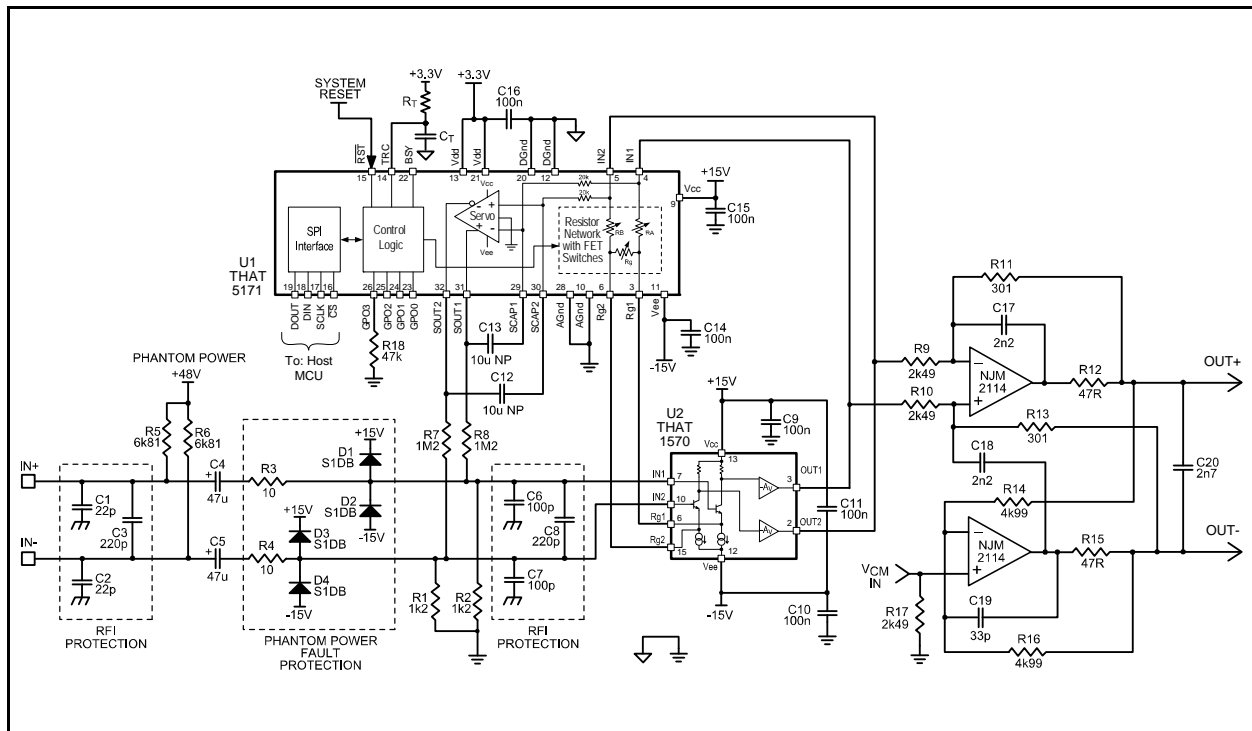 SYSTEM
RESET
+3.3V
RT
CT
+3.3V
C16
100n
RST
TRC
BSY
Vdd
Vdd
DGnd
DGnd
IN2
IN1
15
14
22
13
21
20
12
5
4
Vcc
9
+15V
C15
100n
SPI
Interface
Control
Logic
Vcc
Servo
Vee
20k
20k
Resistor
Network
with FET
Switches
RB
RA
Rg
U1
THAT
5171
19
18
17
16
26
25
24
23
32
31
29
30
28
10
6
3
11
DOUT
DIN
SCLK
CS
GPO3
GPO2
GPO1
GPO0
SOUT2
SOUT1
SCAP1
SCAP2
AGnd
AGnd
Rg2
Rg1
Vee
To: Host
MCU
R18
47k
C13
10u NP
C12
10u NP
C14
100n
-15V
PHANTOM POWER
+48V
R5
6k81
R6
6k81
R7
1M2
R8
1M2
IN+
IN-
C1
22p
C2
22p
C3
220p
RFI
PROTECTION
C4
47u
C5
47u
R3
10
R4
10
+15V
D1
S1DB
D2
S1DB
-15V
+15V
D3
S1DB
D4
S1DB
-15V
PHANTOM POWER
FAULT
PROTECTION
R1
1k2
R2
1k2
C6
100p
C7
100p
C8
220p
RFI
PROTECTION
U2
THAT
1570
+15V
C9
100n
Vcc
13
IN1
7
IN2
10
Rg1
6
Rg2
15
-AV
-AV
OUT1
3
OUT2
2
12
Vee
-15V
C11
100n
C10
100n
R9
2k49
R10
2k49
R11
301
C17
2n2
NJM
2114
R12
47R
R13
301
C18
2n2
R14
4k99
NJM
2114
R15
47R
VCM
IN
R17
2k49
C19
33p
R16
4k99
C20
2n7
OUT+
OUT-